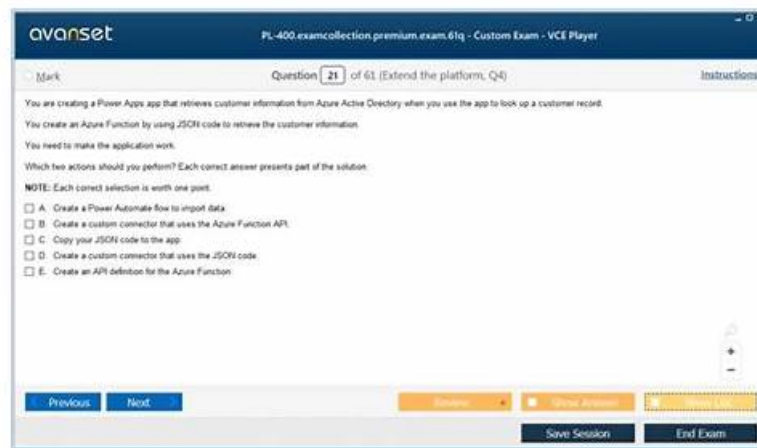 avanset
PL-400.examcollection.premium.exam.61q - Custom Exam - VCE Player
Mark
Question 21 of 61 (Extend the platform, Q4)
Instructions
You are creating a Power Apps app that retrieves customer information from Azure Active Directory when you use the app to look up a customer record.
You create an Azure Function by using JSON code to retrieve the customer information.
You need to make the application work.
Which two actions should you perform? Each correct answer presents part of the solution.
NOTE: Each correct selection is worth one point.
A. Create a Power Automate flow to import data.
B. Create a custom connector that uses the Azure Function API.
C. Copy your JSON code to the app.
D. Create a custom connector that uses the JSON code.
E. Create an API definition for the Azure Function.
Previous
Next
Review
Show Answer
Save Session
End Exam